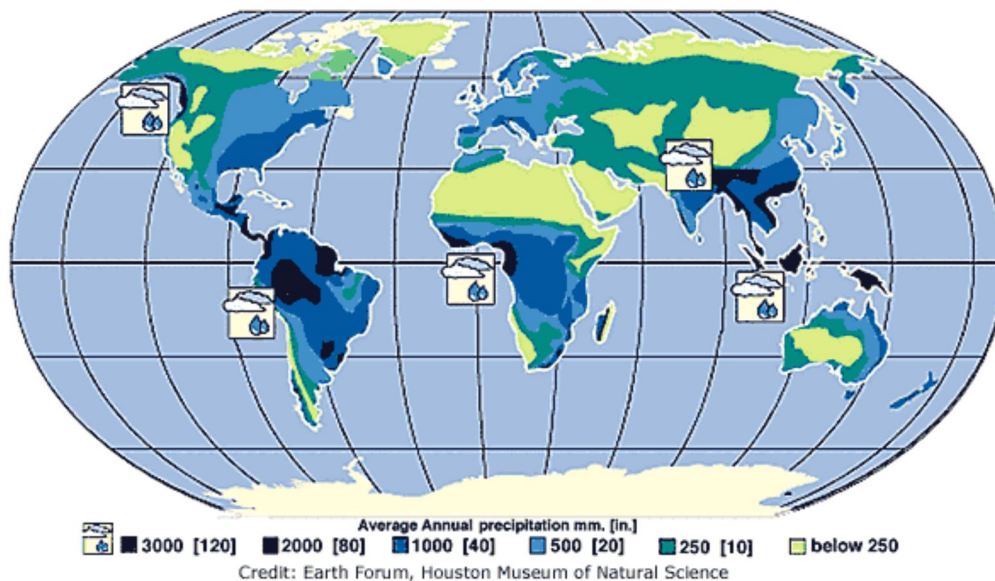 Average Annual precipitation mm. [in.]
3000 [120] 2000 [80] 1000 [40] 500 [20] 250 [10] below 250
Credit: Earth Forum, Houston Museum of Natural Science